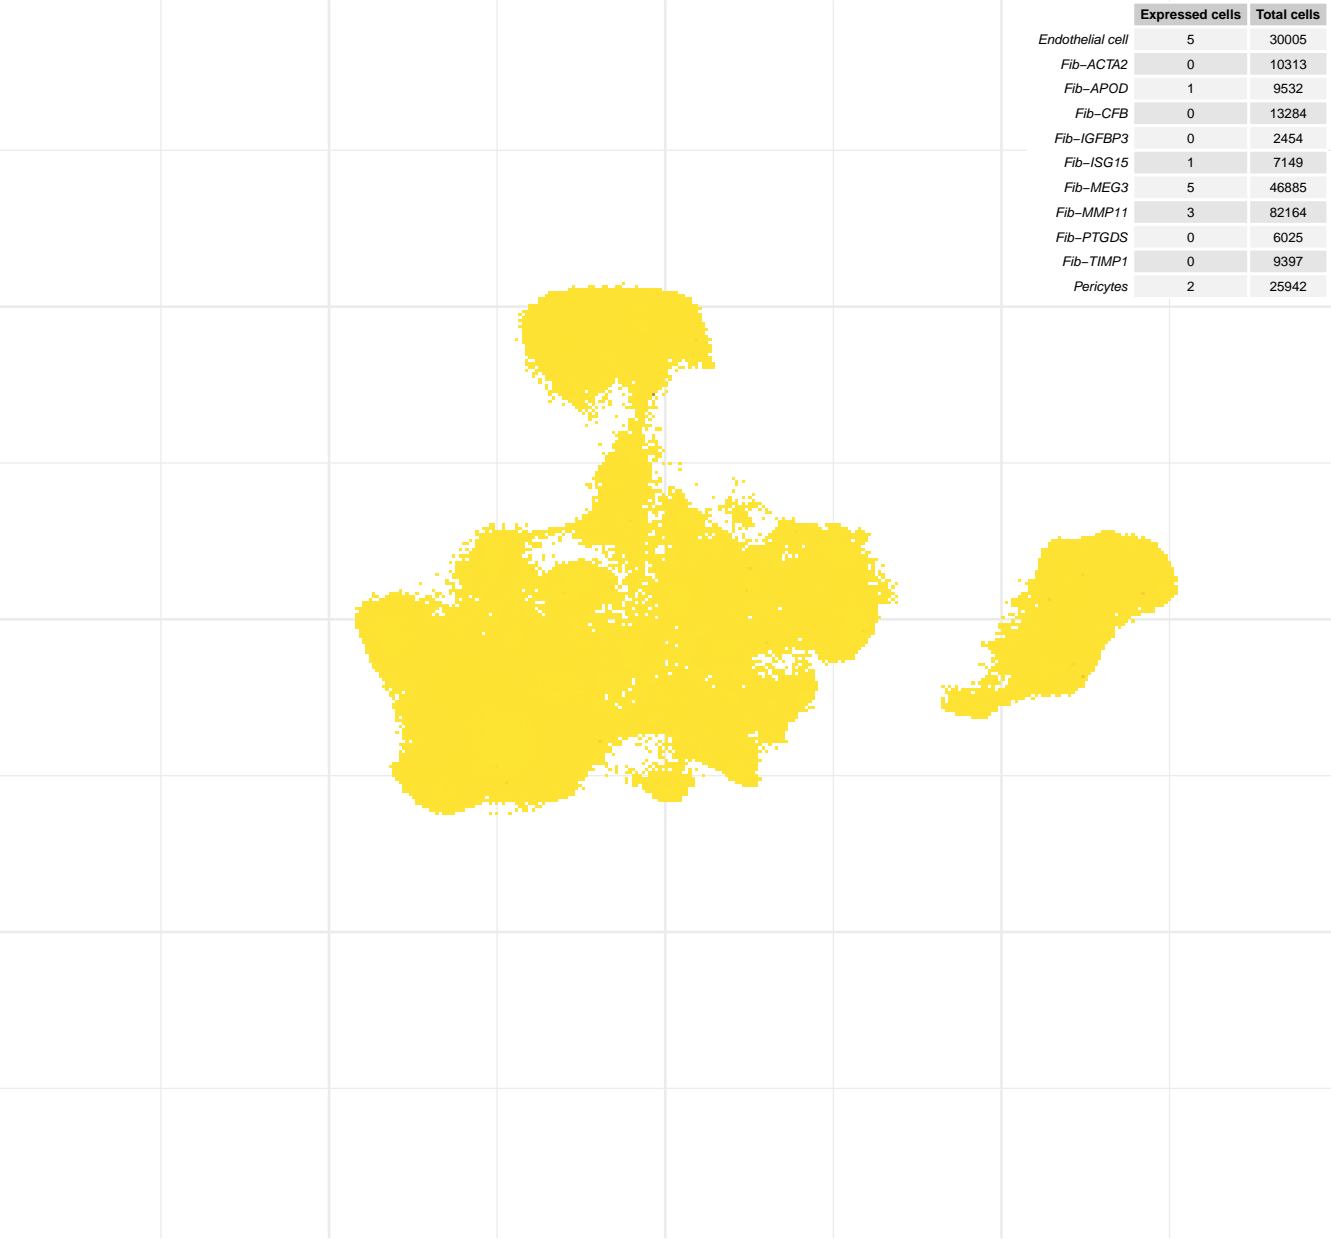 Expressed cells Total cells
Endothelial cell 5 30005
Fib−ACTA2 0 10313
Fib−APOD 1 9532
Fib−CFB 0 13284
Fib−IGFBP3 0 2454
Fib−ISG15 1 7149
Fib−MEG3 5 46885
Fib−MMP11 3 82164
Fib−PTGDS 0 6025
Fib−TIMP1 0 9397
Pericytes 2 25942